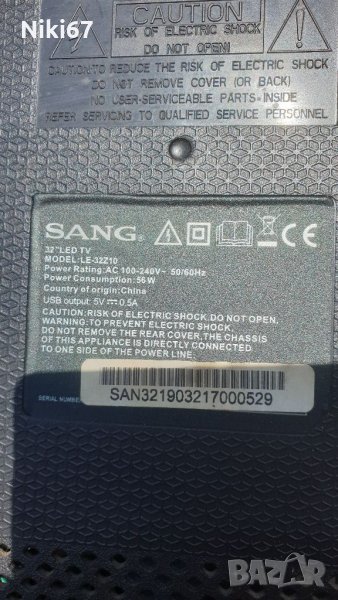 Niki67
CAUTION
RISK OF ELECTRIC SHOCK
DO NOT OPEN!
CAUTION:TO REDUCE THE RISK OF ELECTRIC SHOCK
DO NOT REMOVE COVER (OR BACK)
NO USER-SERVICEABLE PARTS INSIDE
REFER SERVICING TO QUALIFIED SERVICE PERSONNEL
SANG
32"LED TV
MODEL:LE-32Z10
Power Rating:AC 100-240V~ 50/60Hz
Power Consumption:56W
Country of origin:China
USB output: 5V⎓0.5A
CAUTION: RISK OF ELECTRIC SHOCK DO NOT OPEN.
WARNING: TO PREVENT ELECTRIC SHOCK,
DO NOT REMOVE THE REAR COVER,THE CHASSIS
OF THIS APPLIANCE IS DIRECTLY CONNECTED
TO ONE SIDE OF THE POWER LINE.
SERIAL NUMBER
SAN321903217000529
BAZAR